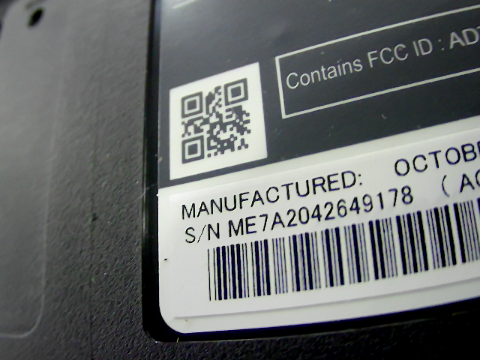 Contains FCC ID : AD
MANUFACTURED: OCTOB
S/N ME7A2042649178 ( A